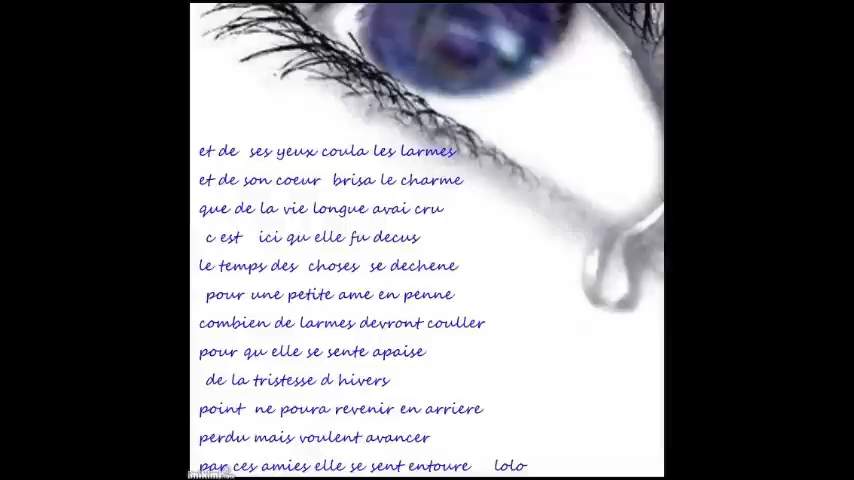 et de ses yeux coula les larmes
et de son coeur brisa le charme
que de la vie longue avai cru
c est ici qu elle fu decus
le temps des choses se dechene
pour une petite ame en penne
combien de larmes devront couller
pour qu elle se sente apaise
de la tristesse d hivers
point ne poura revenir en arriere
perdu mais voulent avancer
par ces amies elle se sent entoure lolo